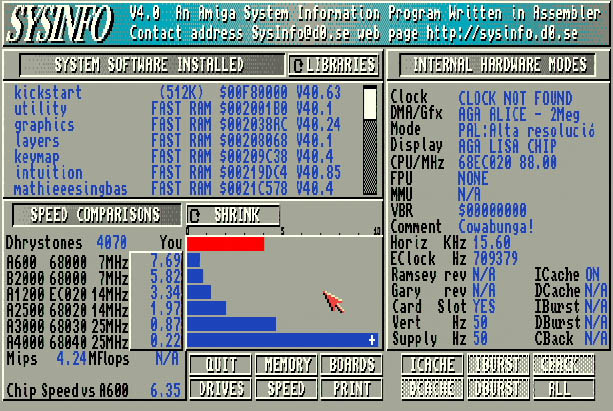 SYSINFO
V4.0 An Amiga System Information Program Written in Assembler
Contact address SysInfo@d0.se web page http://sysinfo.d0.se
SYSTEM SOFTWARE INSTALLED
LIBRARIES
kickstart (512K) $00F80000 V40.63
utility FAST RAM $002001B0 V40.1
graphics FAST RAM $002038AC V40.24
layers FAST RAM $00208068 V40.1
keymap FAST RAM $00209C38 V40.4
intuition FAST RAM $00219DC4 V40.85
mathieeesingbas FAST RAM $0021C578 V40.4
INTERNAL HARDWARE MODES
Clock CLOCK NOT FOUND
DMA/Gfx AGA ALICE - 2Meg
Mode PAL:Alta resolució
Display AGA LISA CHIP
CPU/MHz 68EC020 88.00
FPU NONE
MMU N/A
VBR $00000000
Comment Cowabunga!
Horiz KHz 15.60
EClock Hz 709379
Ramsey rev N/A ICache ON
Gary rev N/A DCache N/A
Card Slot YES IBurst N/A
Vert Hz 50 DBurst N/A
Supply Hz 50 CBack N/A
SPEED COMPARISONS
SHRINK
Dhrystones 4070 You
0 5 10
A600 68000 7MHz 7.69
B2000 68000 7MHz 5.82
A1200 EC020 14MHz 3.34
A2500 68020 14MHz 1.97
A3000 68030 25MHz 0.87
A4000 68040 25MHz 0.22
Mips 4.24 MFlops N/A
Chip Speed vs A600 6.35
QUIT MEMORY BOARDS
DRIVES SPEED PRINT
ICACHE IBURST CBACK
DCACHE DBURST ALL